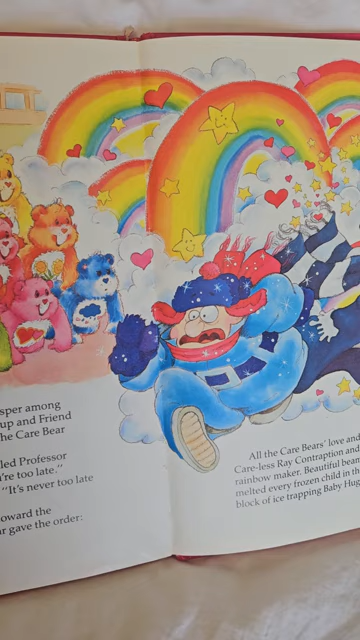 sper among
up and Friend
he Care Bear
led Professor
're too late."
"It's never too late
oward the
r gave the order:
All the Care Bears' love and
Care-less Ray Contraption and
rainbow maker. Beautiful beam
melted every frozen child in th
block of ice trapping Baby Hug